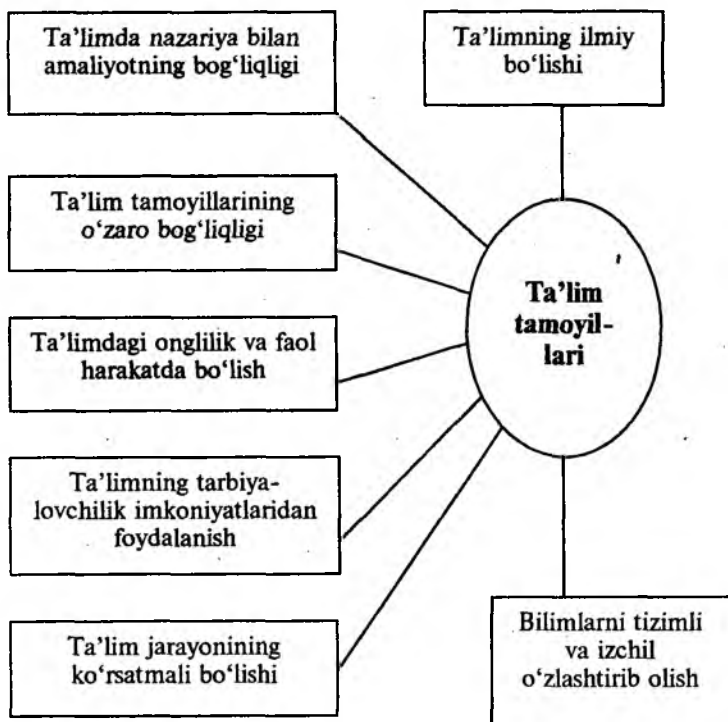 Ta’limda nazariya bilan
amaliyotning bog‘liqligi
Ta’limning ilmiy
bo‘lishi
Ta’lim tamoyillarining
o‘zaro bog‘liqligi
Ta’lim
tamoyil-
lari
Ta’limdagi onglilik va faol
harakatda bo‘lish
Ta’limning tarbiya-
lovchilik imkoniyatlaridan
foydalanish
Ta’lim jarayonining
ko‘rsatmali bo‘lishi
Bilimlarni tizimli
va izchil
o‘zlashtirib olish